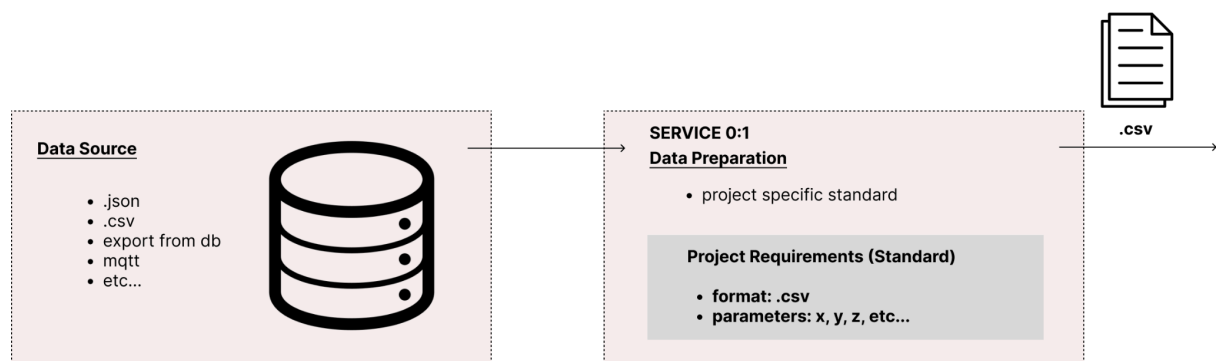 Data Source
• .json
• .csv
• export from db
• mqtt
• etc...
SERVICE 0:1
Data Preparation
• project specific standard
Project Requirements (Standard)
• format: .csv
• parameters: x, y, z, etc...
.csv